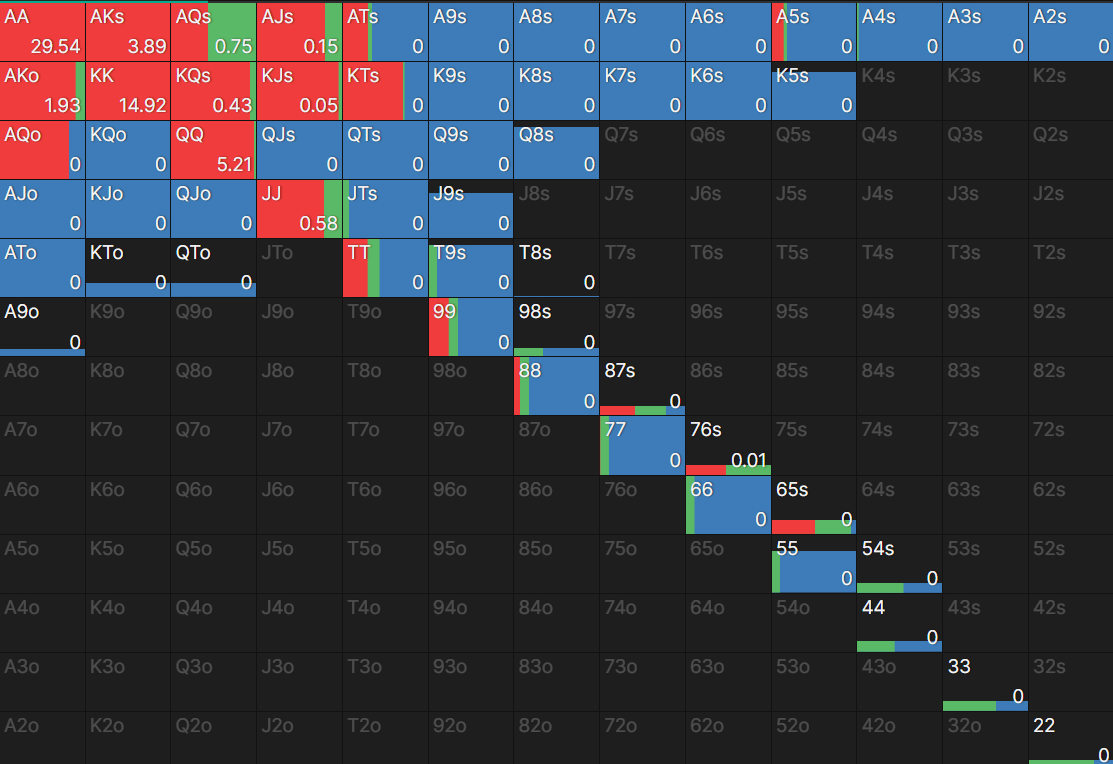 AA AKs AQs AJs ATs A9s A8s A7s A6s A5s A4s A3s A2s
29.54 3.89 0.75 0.15 0 0 0 0 0 0 0 0 0
AKo KK KQs KJs KTs K9s K8s K7s K6s K5s K4s K3s K2s
1.93 14.92 0.43 0.05 0 0 0 0 0 0
AQo KQo QQ QJs QTs Q9s Q8s Q7s Q6s Q5s Q4s Q3s Q2s
0 0 5.21 0 0 0 0
AJo KJo QJo JJ JTs J9s J8s J7s J6s J5s J4s J3s J2s
0 0 0 0.58 0 0
ATo KTo QTo JTo TT T9s T8s T7s T6s T5s T4s T3s T2s
0 0 0 0 0 0
A9o K9o Q9o J9o T9o 99 98s 97s 96s 95s 94s 93s 92s
0 0 0
A8o K8o Q8o J8o T8o 98o 88 87s 86s 85s 84s 83s 82s
0 0
A7o K7o Q7o J7o T7o 97o 87o 77 76s 75s 74s 73s 72s
0 0.01
A6o K6o Q6o J6o T6o 96o 86o 76o 66 65s 64s 63s 62s
0 0
A5o K5o Q5o J5o T5o 95o 85o 75o 65o 55 54s 53s 52s
0 0
A4o K4o Q4o J4o T4o 94o 84o 74o 64o 54o 44 43s 42s
0
A3o K3o Q3o J3o T3o 93o 83o 73o 63o 53o 43o 33 32s
0
A2o K2o Q2o J2o T2o 92o 82o 72o 62o 52o 42o 32o 22
0